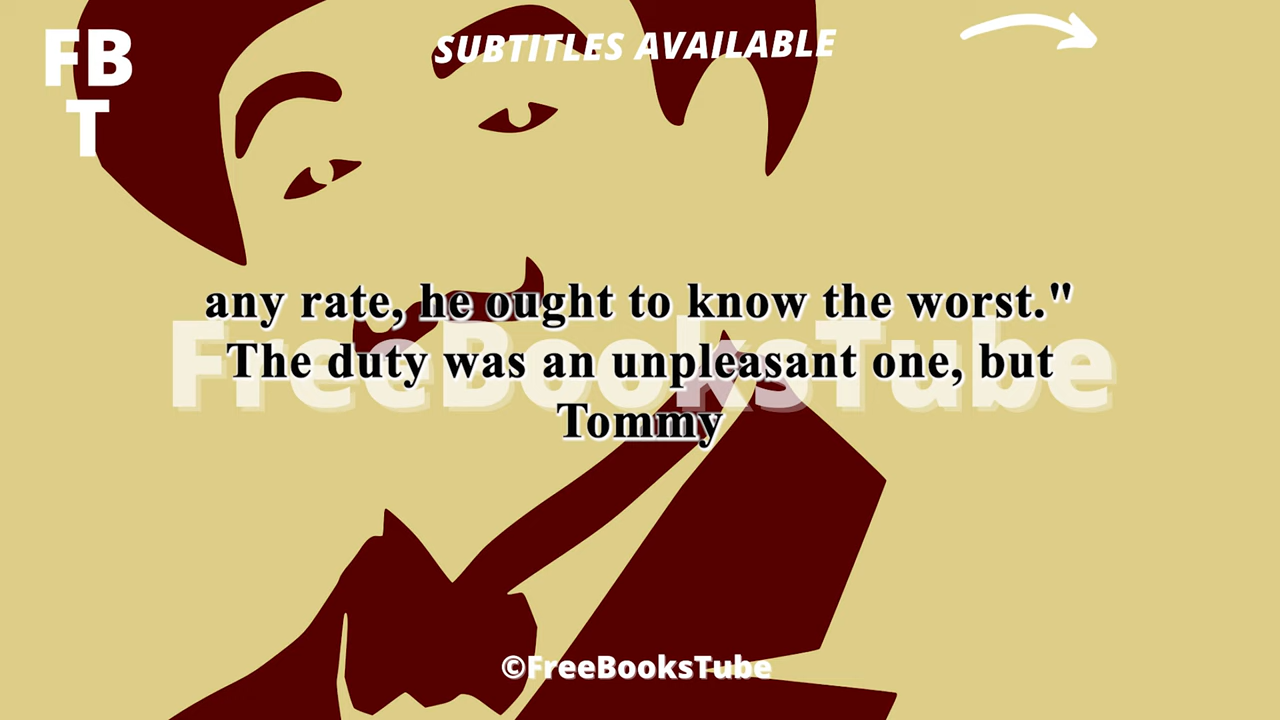 FB
T
SUBTITLES AVAILABLE
any rate, he ought to know the worst."
FreeBooksTube
The duty was an unpleasant one, but
Tommy
©FreeBooksTube